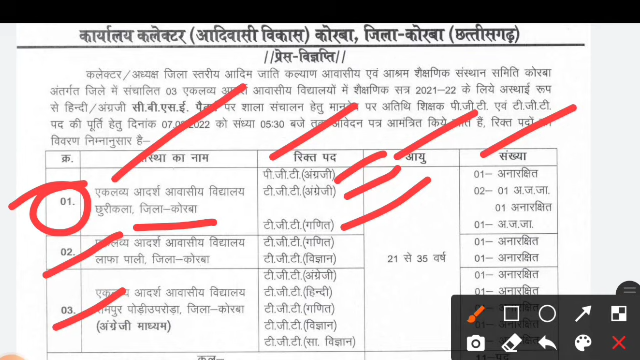 कार्यालय कलेक्टर (आदिवासी विकास) कोरबा, जिला-कोरबा (छत्तीसगढ़)
//प्रेस-विज्ञप्ति//
कलेक्टर/अध्यक्ष जिला स्तरीय आदिम जाति कल्याण आवासीय एवं आश्रम शैक्षणिक संस्थान समिति कोरबा
अंतर्गत जिले में संचालित 03 एकलव्य आदर्श आवासीय विद्यालयों में शैक्षणिक सत्र 2021-22 के लिये अस्थाई रूप
से हिन्दी/अंग्रजी सी.बी.एस.ई. पर शाला संचालन हेतु पर अतिथि शिक्षक पी.जी.टी. एवं टी.जी.टी.
पद की पूर्ति हेतु दिनांक 07.0 2022 को संध्या 05:30 बजे आवेदन पत्र आमंत्रित किये जाते है, रिक्त पदों का
विवरण निम्नानुसार है–
क्र. संस्था का नाम रिक्त पद आयु संख्या
01. एकलव्य आदर्श आवासीय विद्यालय छुरीकला, जिला-कोरबा
पी.जी.टी.(अंग्रजी) 01– अनारक्षित
टी.जी.टी.(अंग्रजी) 02– 01 अ.ज.जा.
01 अनारक्षित
टी.जी.टी.(गणित) 01– अ.ज.जा.
02. एकलव्य आदर्श आवासीय विद्यालय लाफा पाली, जिला-कोरबा
टी.जी.टी.(गणित) 01– अनारक्षित
टी.जी.टी.(विज्ञान) 01– अनारक्षित
21 से 35 वर्ष
03. एकलव्य आदर्श आवासीय विद्यालय पोड़ीउपरोड़ा, जिला-कोरबा
(अंग्रेजी माध्यम)
टी.जी.टी.(अंग्रेजी) 01– अनारक्षित
टी.जी.टी.(हिन्दी) 01– अनारक्षित
टी.जी.टी.(गणित)
टी.जी.टी.(विज्ञान)
टी.जी.टी.(सा. विज्ञान)